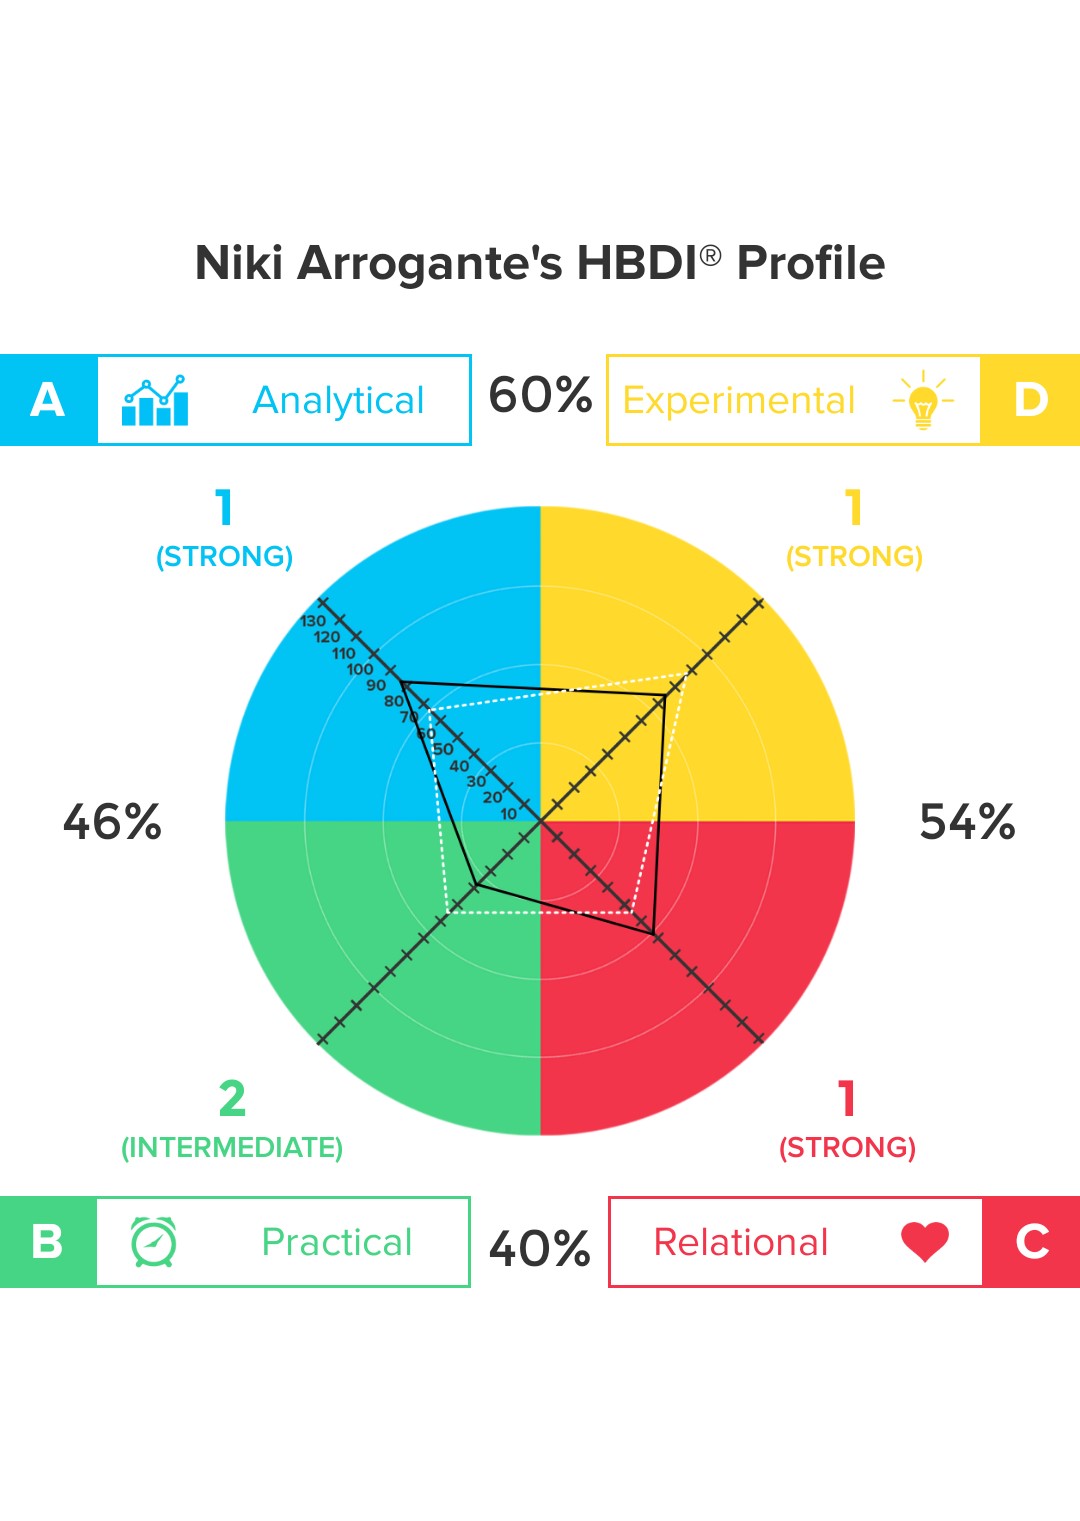 Niki Arrogante's HBDI® Profile
A
Analytical
60%
Experimental
D
1
(STRONG)
1
(STRONG)
130
120
110
100
90
80
70
60
50
40
30
20
10
46%
54%
2
(INTERMEDIATE)
1
(STRONG)
B
Practical
40%
Relational
C